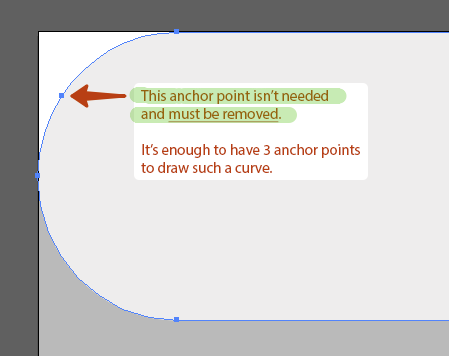 This anchor point isn't needed
and must be removed.
It's enough to have 3 anchor points
to draw such a curve.